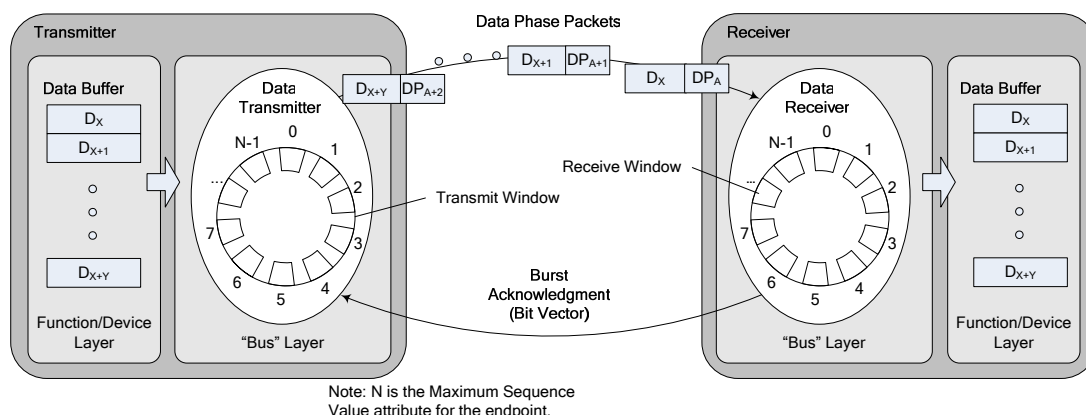 Transmitter
Data Buffer
D_X
D_X+1
D_X+Y
Function/Device
Layer
Data
Transmitter
N-1
0
1
2
3
4
5
6
7
...
"Bus" Layer
Transmit Window
Data Phase Packets
D_X+Y DP_A+2
D_X+1 DP_A+1
D_X DP_A
Receive Window
Burst
Acknowledgment
(Bit Vector)
Receiver
Data
Receiver
N-1
0
1
2
3
4
5
6
7
...
"Bus" Layer
Data Buffer
D_X
D_X+1
D_X+Y
Function/Device
Layer
Note: N is the Maximum Sequence
Value attribute for the endpoint.